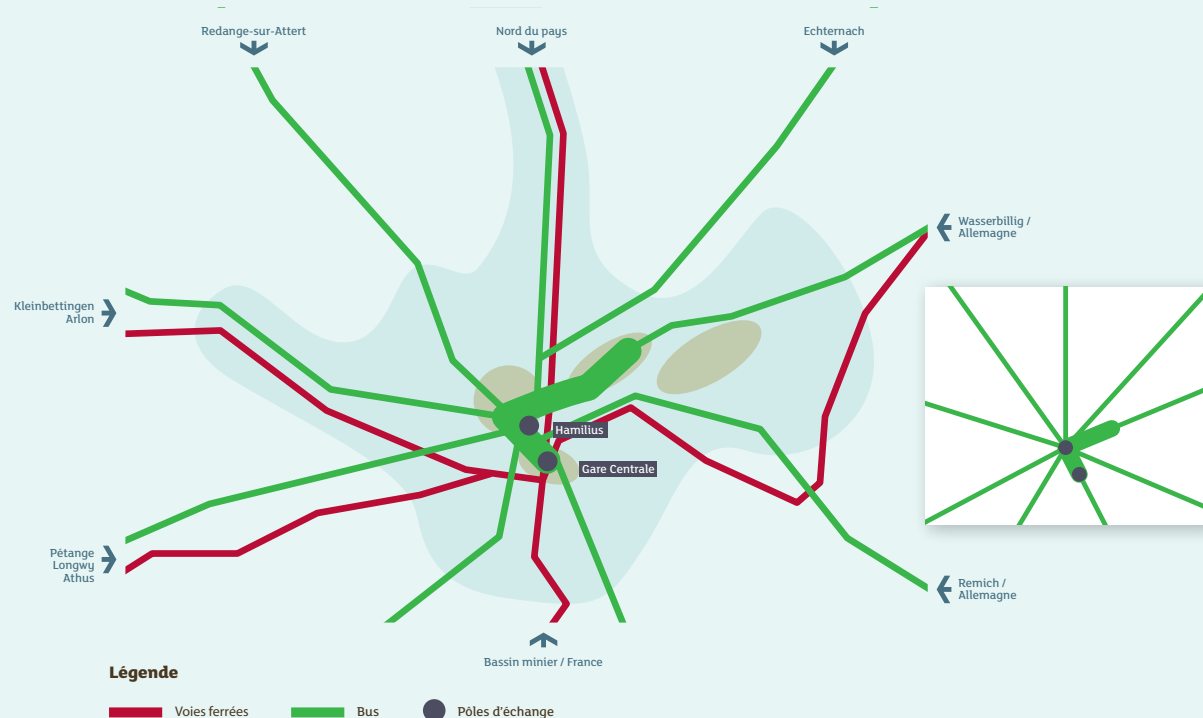 Redange-sur-Attert
Nord du pays
Echternach
Wasserbillig /
Allemagne
Kleinbettingen
Arlon
Hamilius
Gare Centrale
Pétange
Longwy
Athus
Remich /
Allemagne
Bassin minier / France
Légende
Voies ferrées
Bus
Pôles d'échange